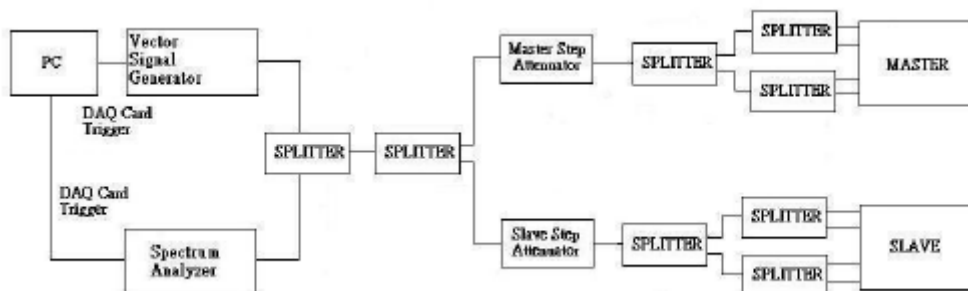 PC
Vector
Signal
Generator
DAQ Card
Trigger
DAQ Card
Trigger
Spectrum
Analyzer
SPLITTER
SPLITTER
Master Step
Attenuator
SPLITTER
SPLITTER
SPLITTER
MASTER
Slave Step
Attenuator
SPLITTER
SPLITTER
SPLITTER
SLAVE